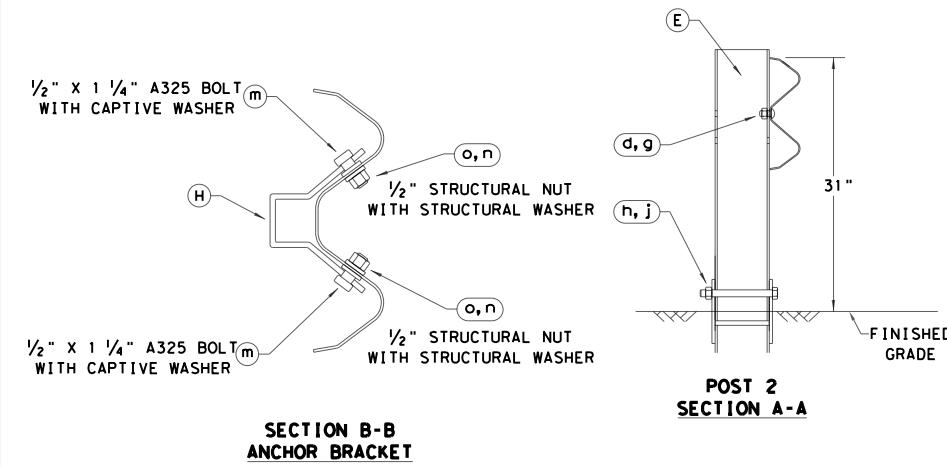 ½" X 1 ¼" A325 BOLT
WITH CAPTIVE WASHER
m
o,n
½" STRUCTURAL NUT
WITH STRUCTURAL WASHER
H
o,n
½" STRUCTURAL NUT
WITH STRUCTURAL WASHER
½" X 1 ¼" A325 BOLT
WITH CAPTIVE WASHER
m
SECTION B-B
ANCHOR BRACKET
E
d,g
31"
h,j
FINISHED
GRADE
POST 2
SECTION A-A